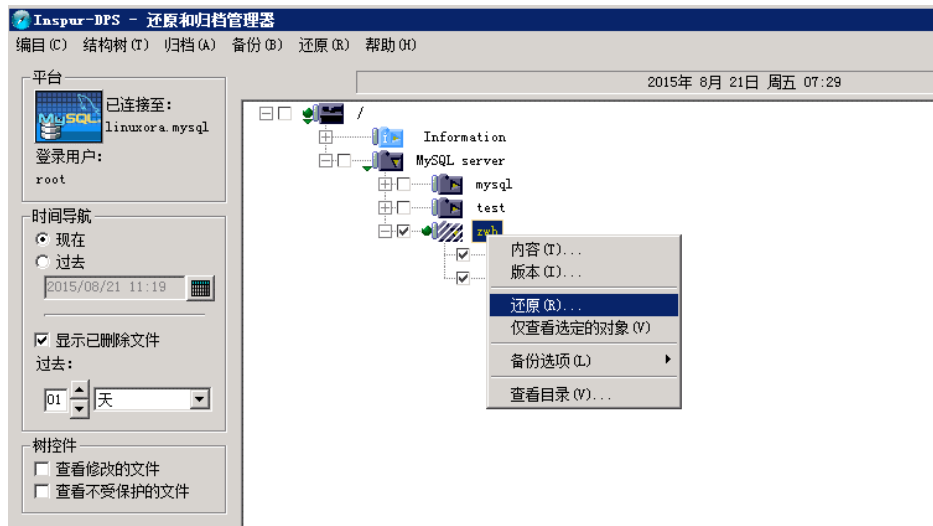 Inspur-DPS - 还原和归档管理器
编目(C) 结构树(T) 归档(A) 备份(B) 还原(R) 帮助(H)
平台
MySQL
已连接至:
linuxora.mysql
登录用户:
root
时间导航
现在
过去
2015/08/21 11:19
显示已删除文件
过去:
01 天
树控件
查看修改的文件
查看不受保护的文件
2015年 8月 21日 周五 07:29
/
Information
MySQL server
mysql
test
zwh
内容(T)...
版本(I)...
还原(R)...
仅查看选定的对象(V)
备份选项(L)
查看目录(V)...